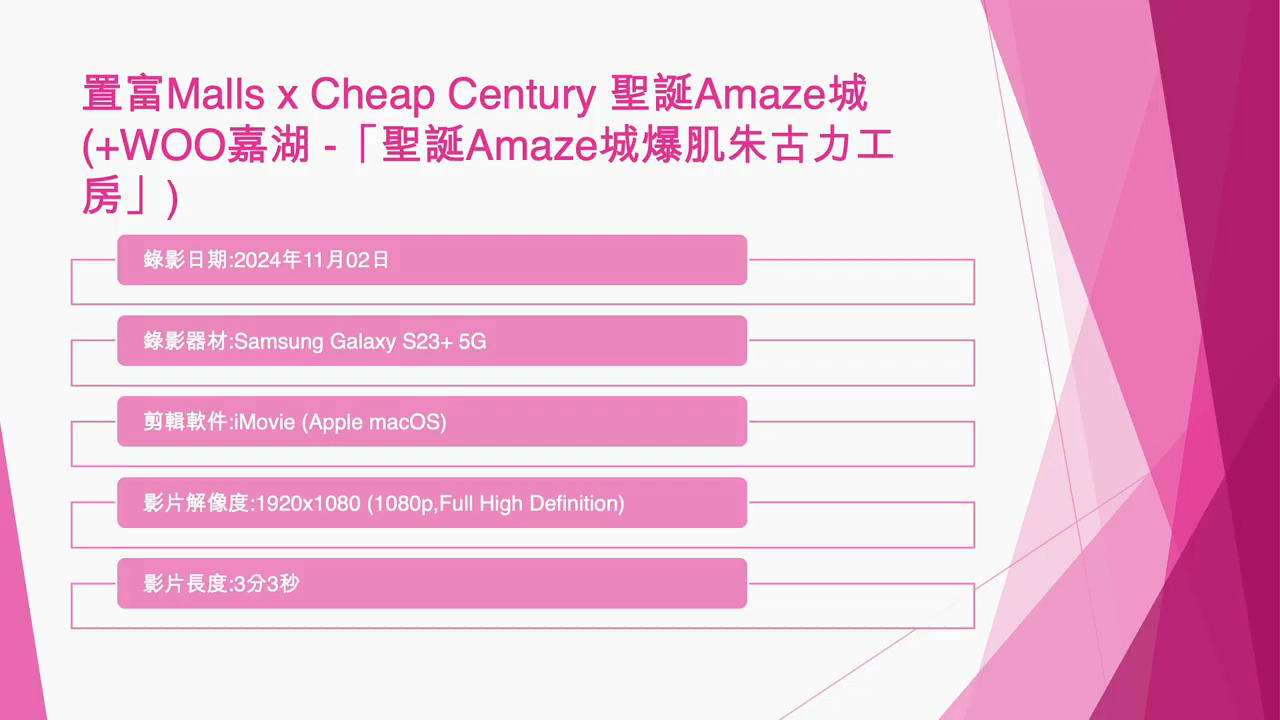 置富Malls x Cheap Century 聖誕Amaze城
(+WOO嘉湖 -「聖誕Amaze城爆肌朱古力工
房」)
錄影日期:2024年11月02日
錄影器材:Samsung Galaxy S23+ 5G
剪輯軟件:iMovie (Apple macOS)
影片解像度:1920x1080 (1080p,Full High Definition)
影片長度:3分3秒